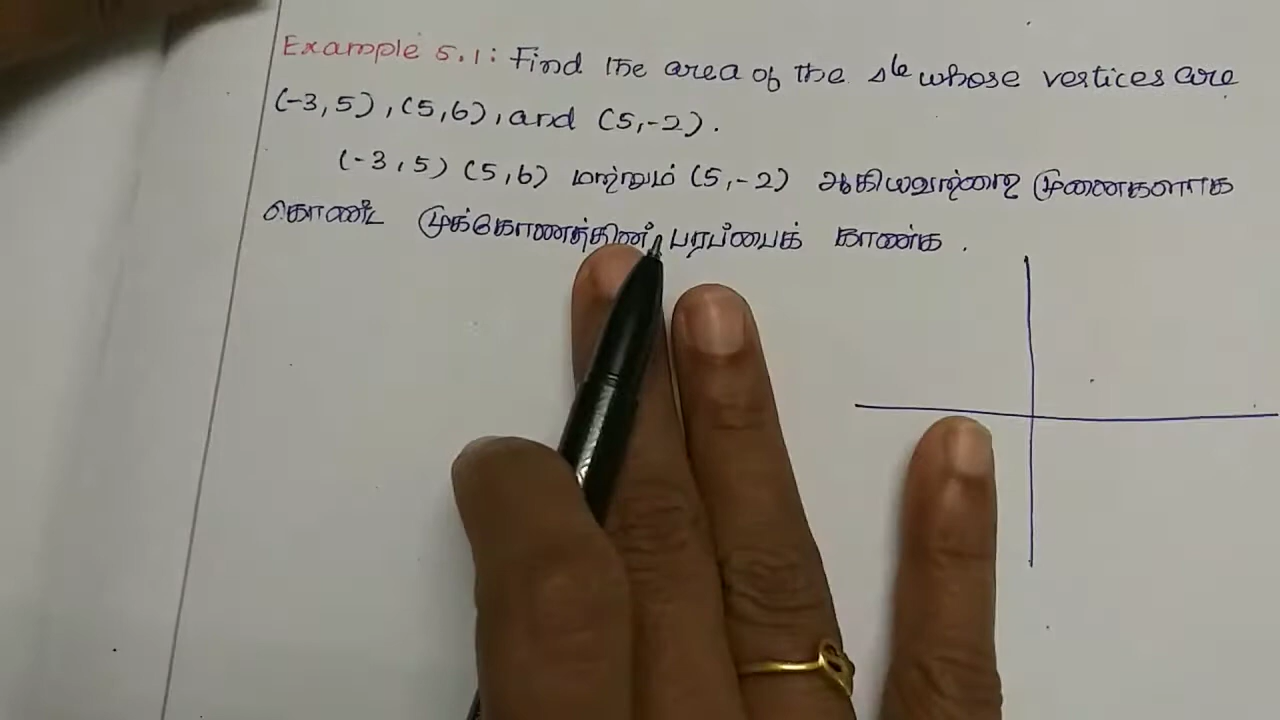 Example 5.1: Find the area of the Δle whose vertices are
(-3,5), (5,6), and (5,-2).
(-3,5) (5,6) மற்றும் (5,-2) ஆகியவற்றை முனைகளாக
கொண்ட முக்கோணத்தின் பரப்பைக் காண்க.